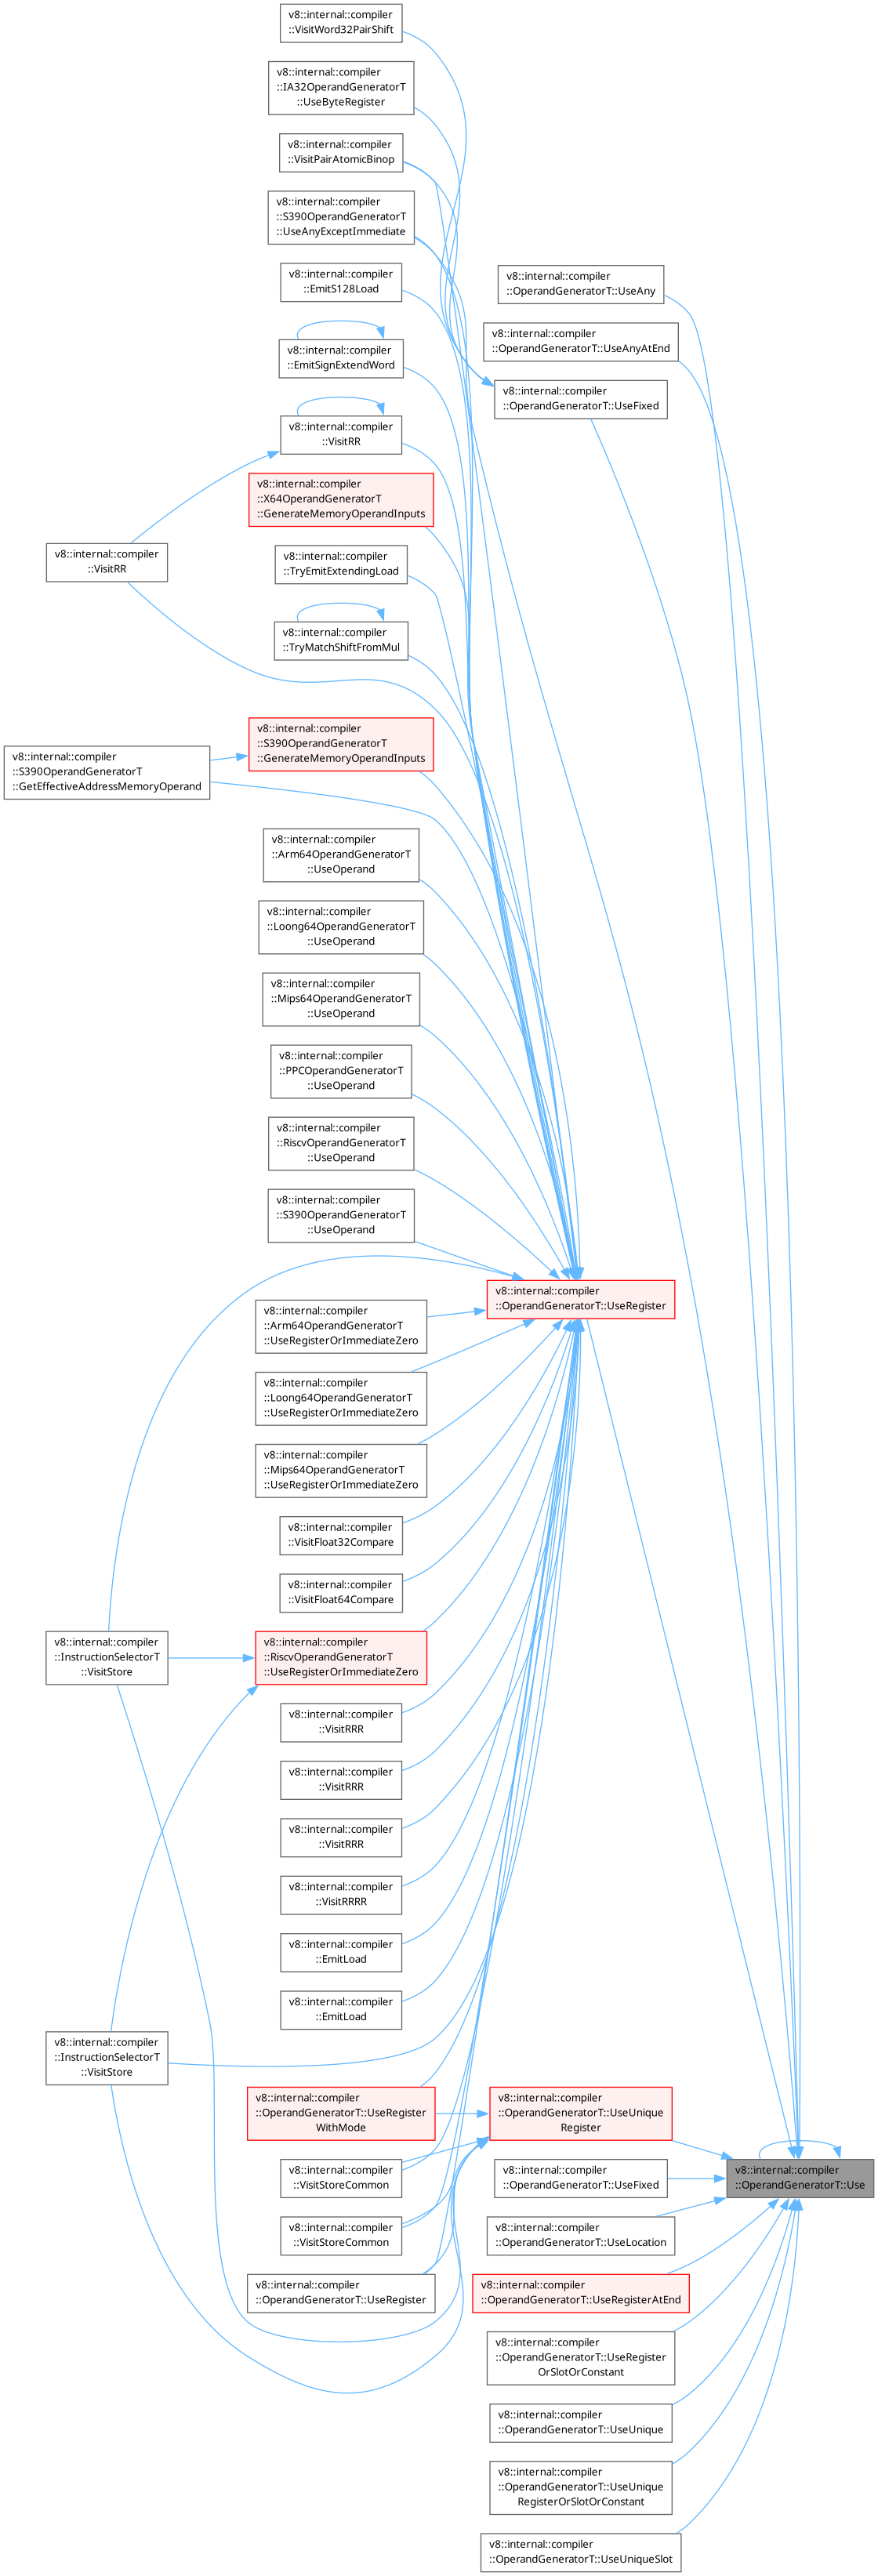 v8::internal::compiler
::VisitWord32PairShift
v8::internal::compiler
::IA32OperandGeneratorT
::UseByteRegister
v8::internal::compiler
::VisitPairAtomicBinop
v8::internal::compiler
::S390OperandGeneratorT
::UseAnyExceptImmediate
v8::internal::compiler
::EmitS128Load
v8::internal::compiler
::EmitSignExtendWord
v8::internal::compiler
::VisitRR
v8::internal::compiler
::X64OperandGeneratorT
::GenerateMemoryOperandInputs
v8::internal::compiler
::VisitRR
v8::internal::compiler
::TryEmitExtendingLoad
v8::internal::compiler
::TryMatchShiftFromMul
v8::internal::compiler
::S390OperandGeneratorT
::GenerateMemoryOperandInputs
v8::internal::compiler
::S390OperandGeneratorT
::GetEffectiveAddressMemoryOperand
v8::internal::compiler
::Arm64OperandGeneratorT
::UseOperand
v8::internal::compiler
::Loong64OperandGeneratorT
::UseOperand
v8::internal::compiler
::Mips64OperandGeneratorT
::UseOperand
v8::internal::compiler
::PPCOperandGeneratorT
::UseOperand
v8::internal::compiler
::RiscvOperandGeneratorT
::UseOperand
v8::internal::compiler
::S390OperandGeneratorT
::UseOperand
v8::internal::compiler
::Arm64OperandGeneratorT
::UseRegisterOrImmediateZero
v8::internal::compiler
::Loong64OperandGeneratorT
::UseRegisterOrImmediateZero
v8::internal::compiler
::Mips64OperandGeneratorT
::UseRegisterOrImmediateZero
v8::internal::compiler
::VisitFloat32Compare
v8::internal::compiler
::VisitFloat64Compare
v8::internal::compiler
::InstructionSelectorT
::VisitStore
v8::internal::compiler
::RiscvOperandGeneratorT
::UseRegisterOrImmediateZero
v8::internal::compiler
::VisitRRR
v8::internal::compiler
::VisitRRR
v8::internal::compiler
::VisitRRR
v8::internal::compiler
::VisitRRRR
v8::internal::compiler
::EmitLoad
v8::internal::compiler
::EmitLoad
v8::internal::compiler
::InstructionSelectorT
::VisitStore
v8::internal::compiler
::OperandGeneratorT::UseRegister
WithMode
v8::internal::compiler
::VisitStoreCommon
v8::internal::compiler
::VisitStoreCommon
v8::internal::compiler
::OperandGeneratorT::UseRegister
v8::internal::compiler
::OperandGeneratorT::UseAny
v8::internal::compiler
::OperandGeneratorT::UseAnyAtEnd
v8::internal::compiler
::OperandGeneratorT::UseFixed
v8::internal::compiler
::OperandGeneratorT::UseRegister
v8::internal::compiler
::OperandGeneratorT::UseUnique
Register
v8::internal::compiler
::OperandGeneratorT::UseFixed
v8::internal::compiler
::OperandGeneratorT::UseLocation
v8::internal::compiler
::OperandGeneratorT::UseRegisterAtEnd
v8::internal::compiler
::OperandGeneratorT::UseRegister
OrSlotOrConstant
v8::internal::compiler
::OperandGeneratorT::UseUnique
v8::internal::compiler
::OperandGeneratorT::UseUnique
RegisterOrSlotOrConstant
v8::internal::compiler
::OperandGeneratorT::UseUniqueSlot
v8::internal::compiler
::OperandGeneratorT::Use